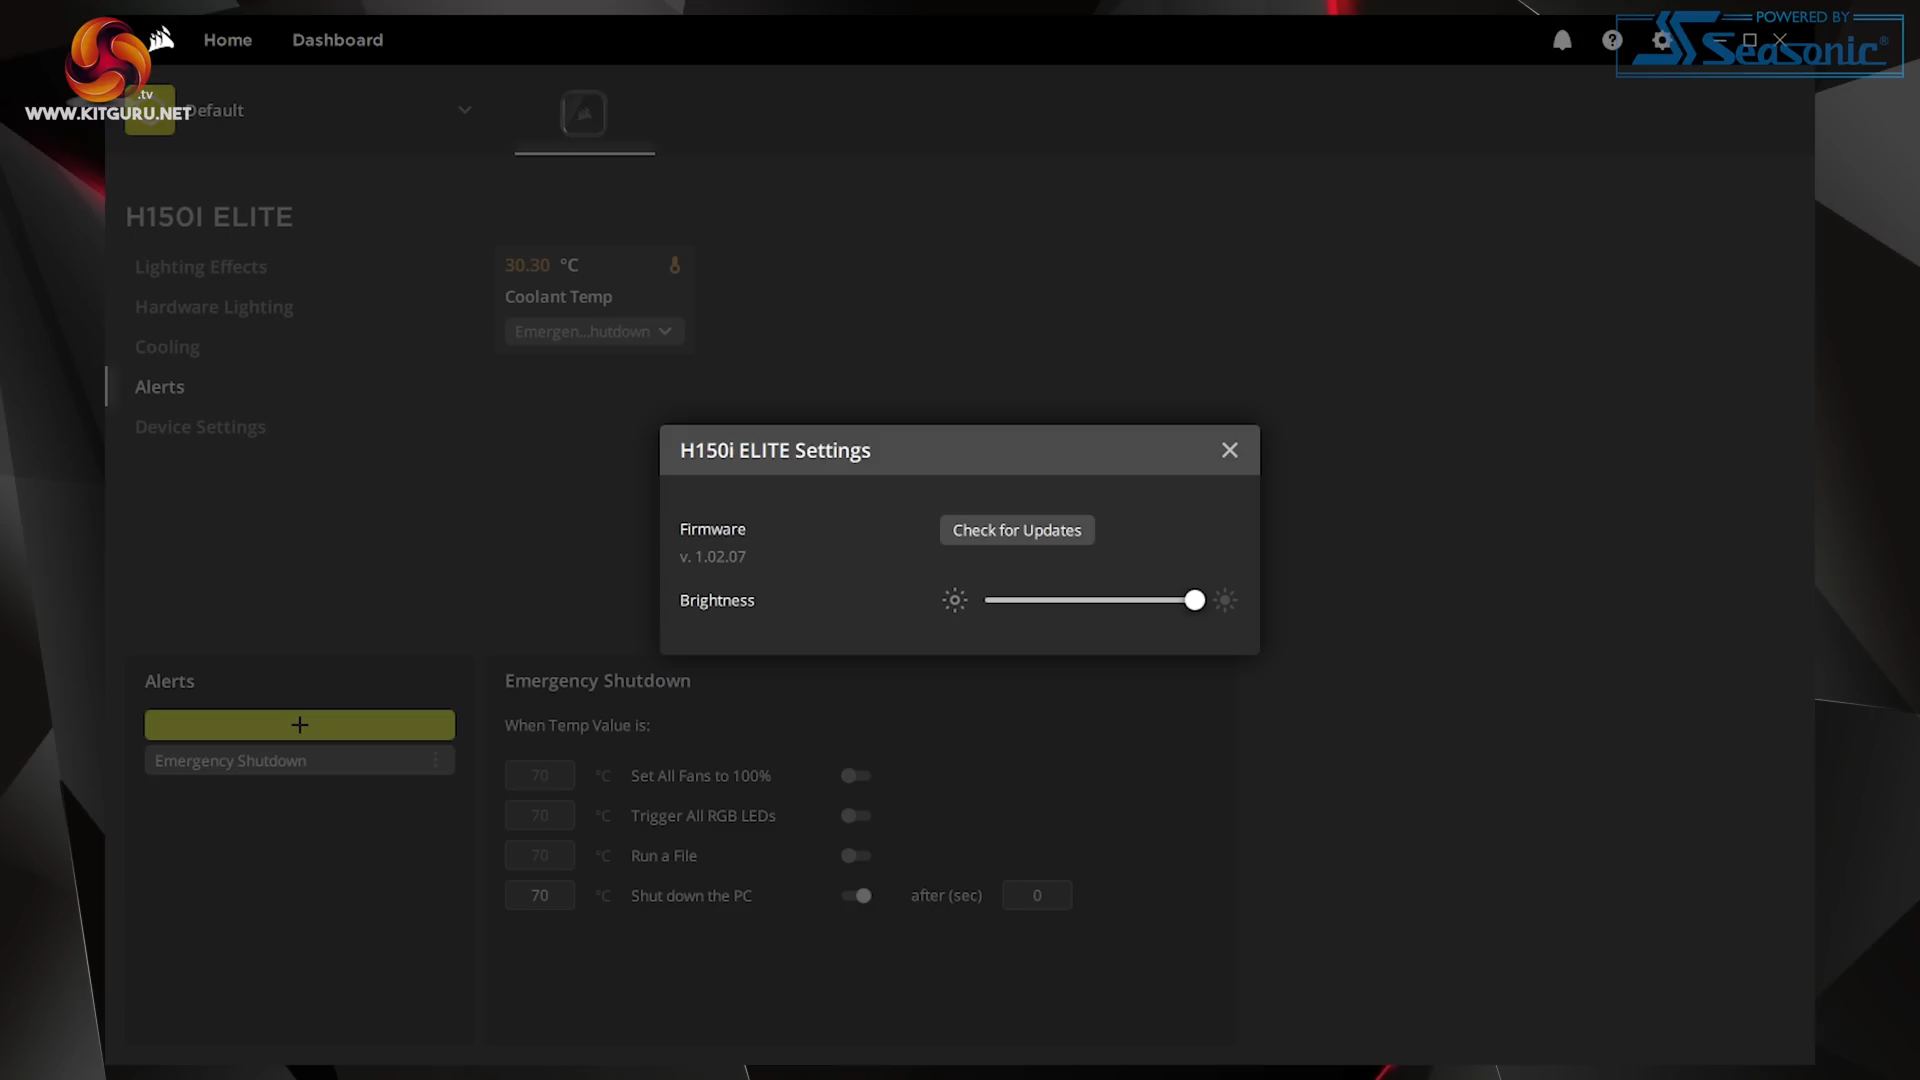 Home
Dashboard
POWERED BY
Seasonic®
.tv
WWW.KITGURU.NET
Default
H150I ELITE
Lighting Effects
Hardware Lighting
Cooling
Alerts
Device Settings
30.30 °C
Coolant Temp
Emergen...hutdown
H150i ELITE Settings
Firmware
Check for Updates
v. 1.02.07
Brightness
Alerts
+
Emergency Shutdown
Emergency Shutdown
When Temp Value is:
70 °C Set All Fans to 100%
70 °C Trigger All RGB LEDs
70 °C Run a File
70 °C Shut down the PC after (sec) 0